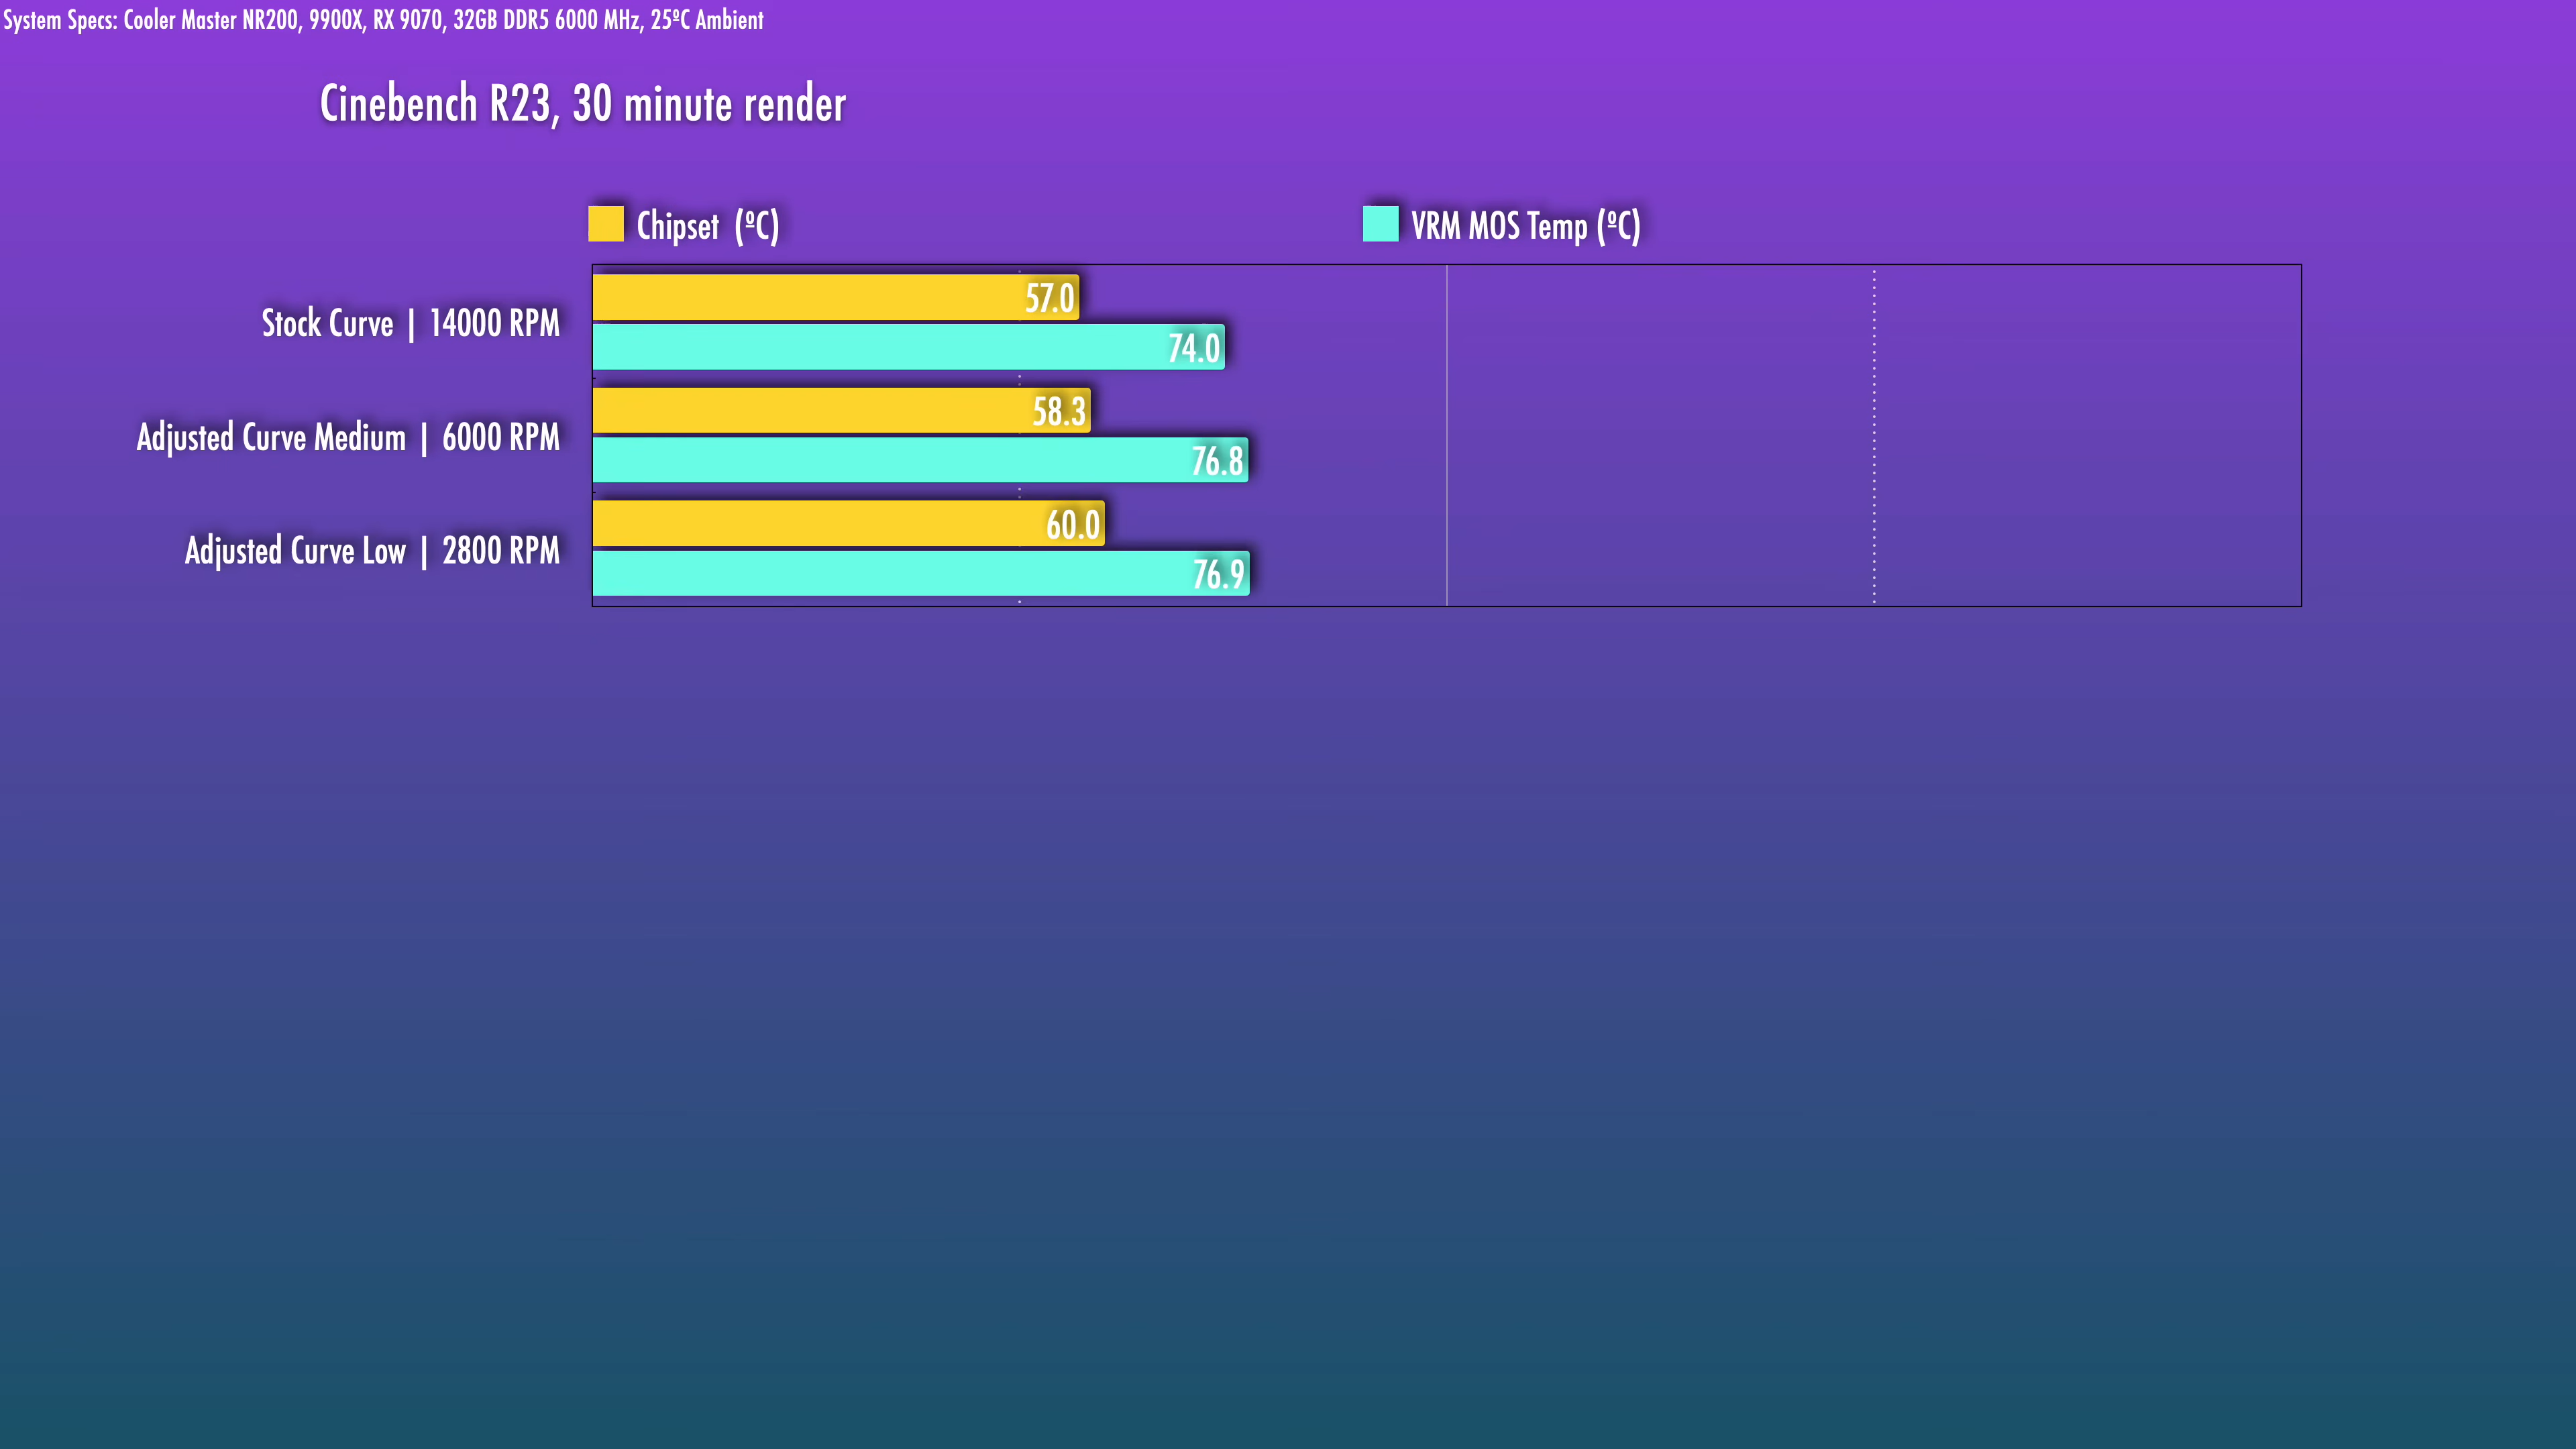 System Specs: Cooler Master NR200, 9900X, RX 9070, 32GB DDR5 6000 MHz, 25ºC Ambient
Cinebench R23, 30 minute render
Chipset (ºC)
VRM MOS Temp (ºC)
Stock Curve | 14000 RPM
57.0
74.0
Adjusted Curve Medium | 6000 RPM
58.3
76.8
Adjusted Curve Low | 2800 RPM
60.0
76.9